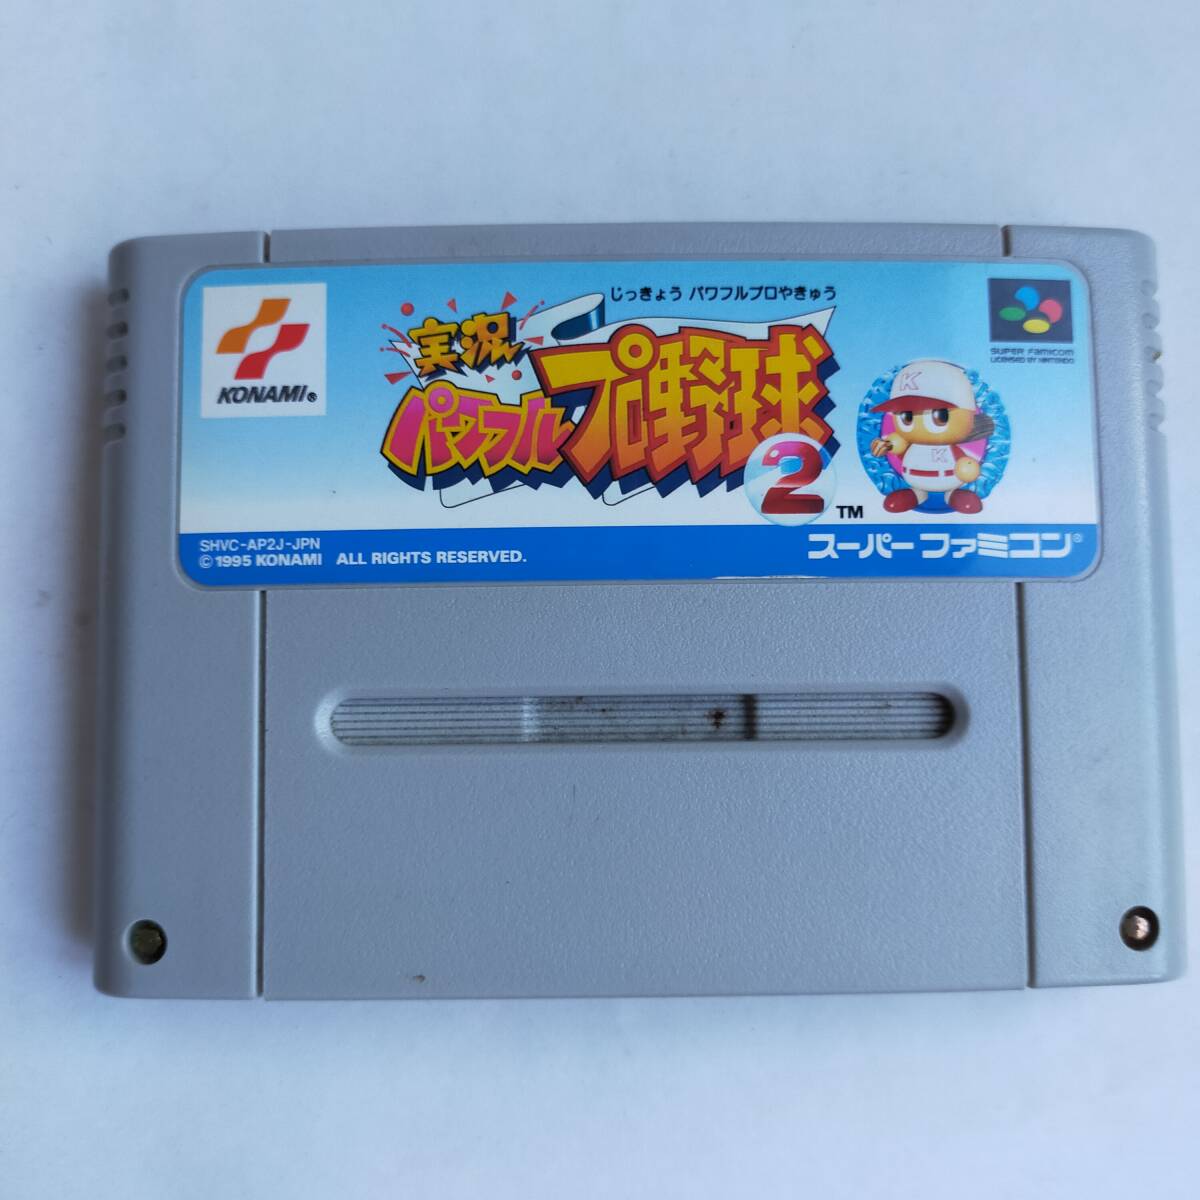 じっきょう パワフルプロやきゅう
実況
パワフルプロ野球
2 TM
KONAMI®
K
K
SUPER FAMICOM
LICENSED BY NINTENDO
SHVC-AP2J-JPN
©1995 KONAMI ALL RIGHTS RESERVED.
スーパーファミコン®